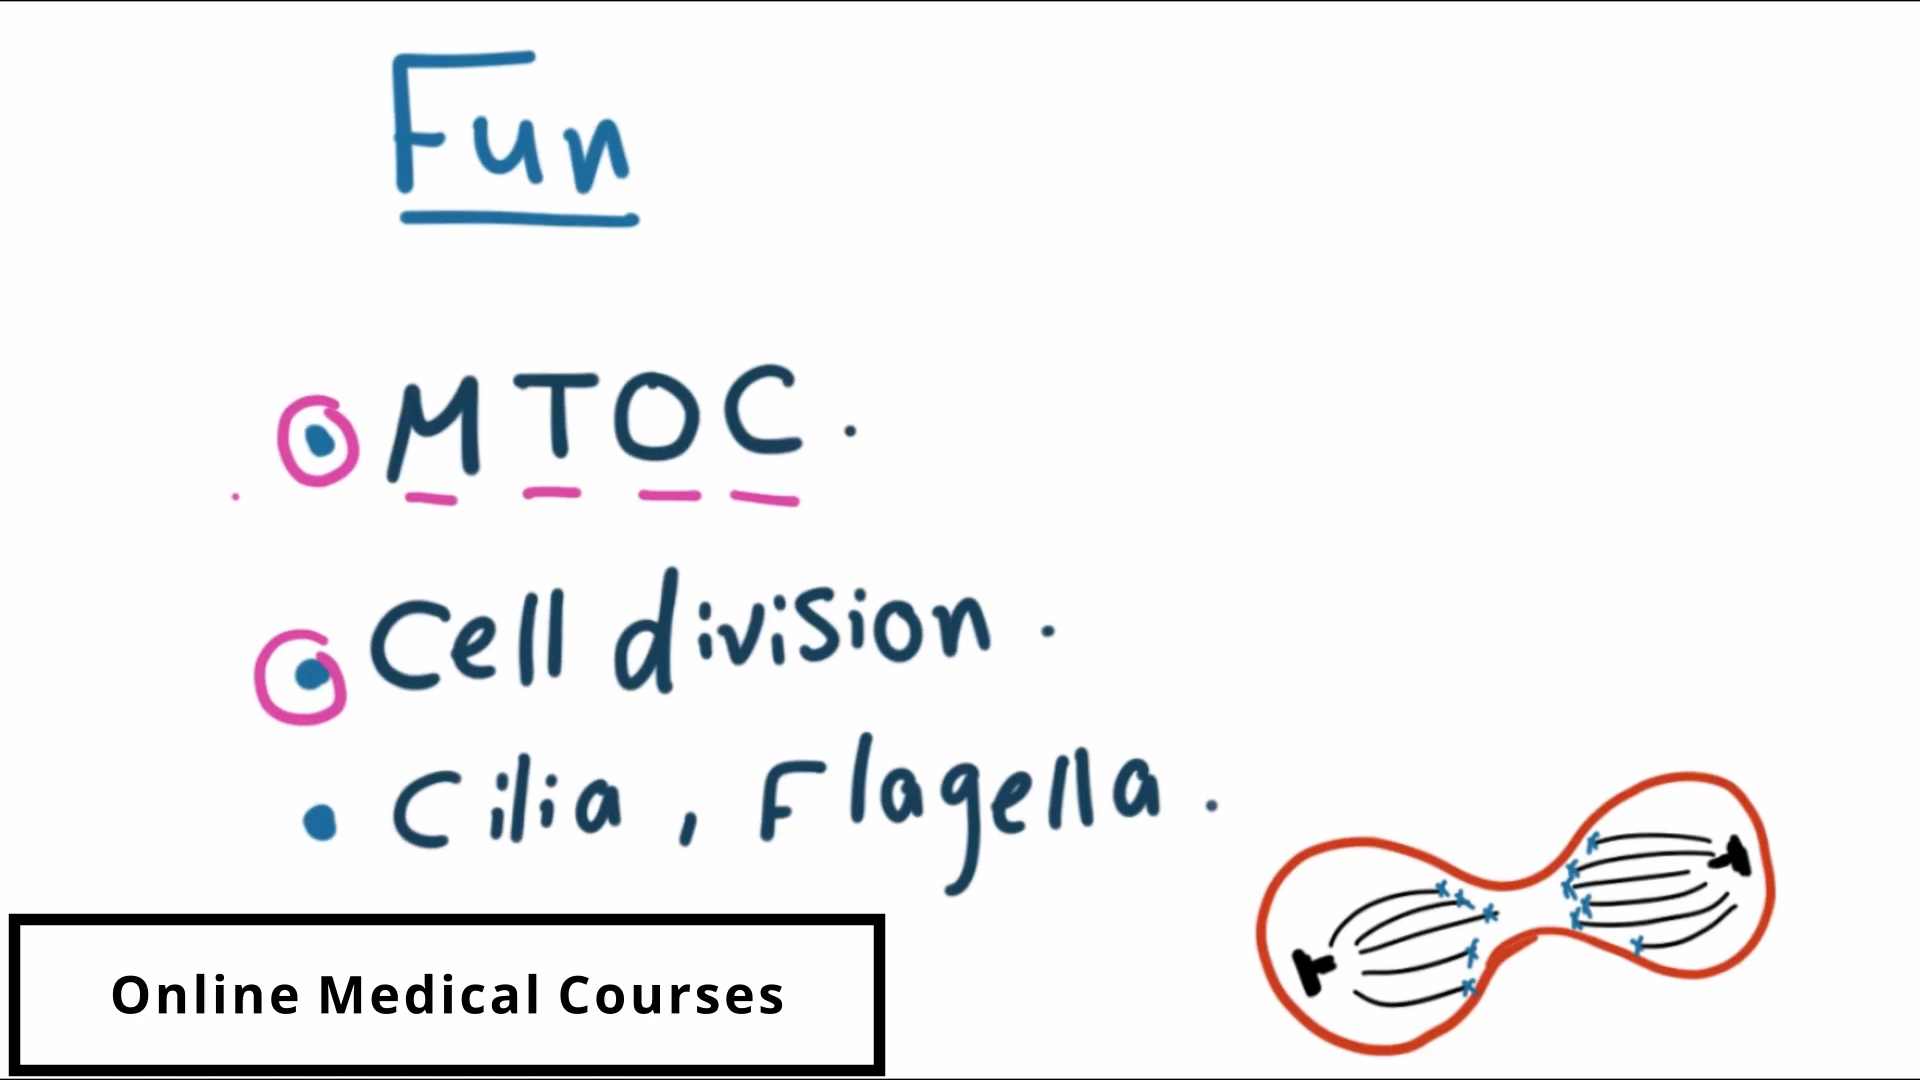 Fun
MTOC.
Cell division.
Cilia, Flagella.
Online Medical Courses